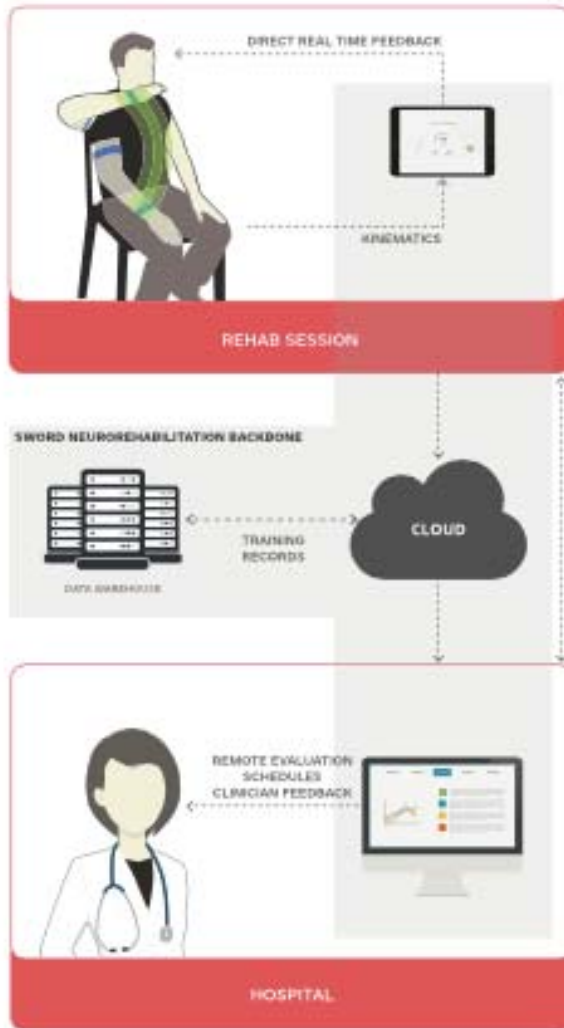 DIRECT REAL TIME FEEDBACK
KINEMATICS
REHAB SESSION
SWORD NEUROREHABILITATION BACKBONE
CLOUD
TRAINING
RECORDS
DATA WAREHOUSE
REMOTE EVALUATION
SCHEDULES
CLINICIAN FEEDBACK
HOSPITAL